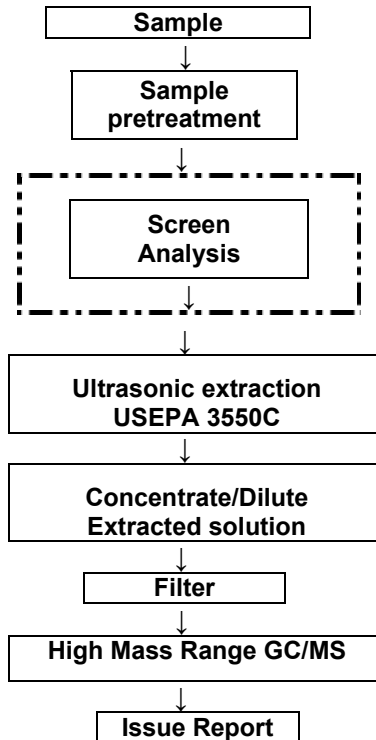 Sample
↓
Sample
pretreatment
↓
Screen
Analysis
↓
↓
Ultrasonic extraction
USEPA 3550C
↓
Concentrate/Dilute
Extracted solution
↓
Filter
↓
High Mass Range GC/MS
↓
Issue Report